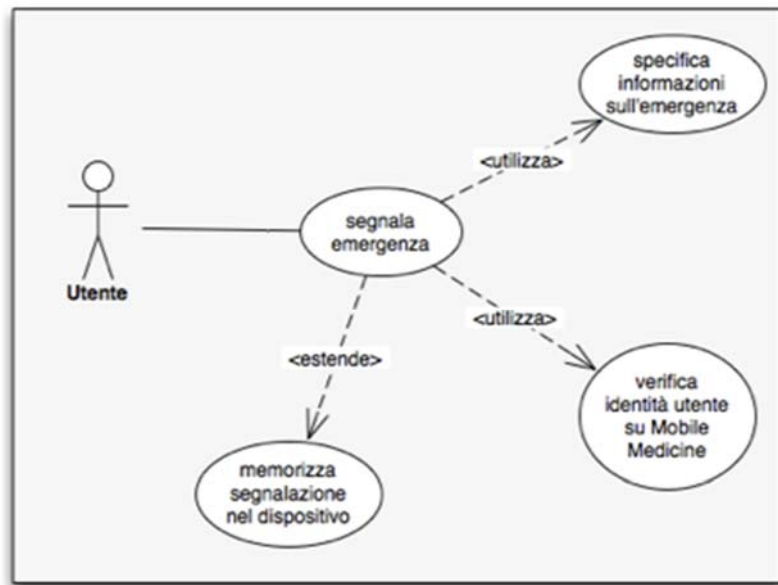 specifica
informazioni
sull'emergenza
<utilizza>
segnala
emergenza
Utente
<utilizza>
<estende>
verifica
identità utente
su Mobile
Medicine
memorizza
segnalazione
nel dispositivo